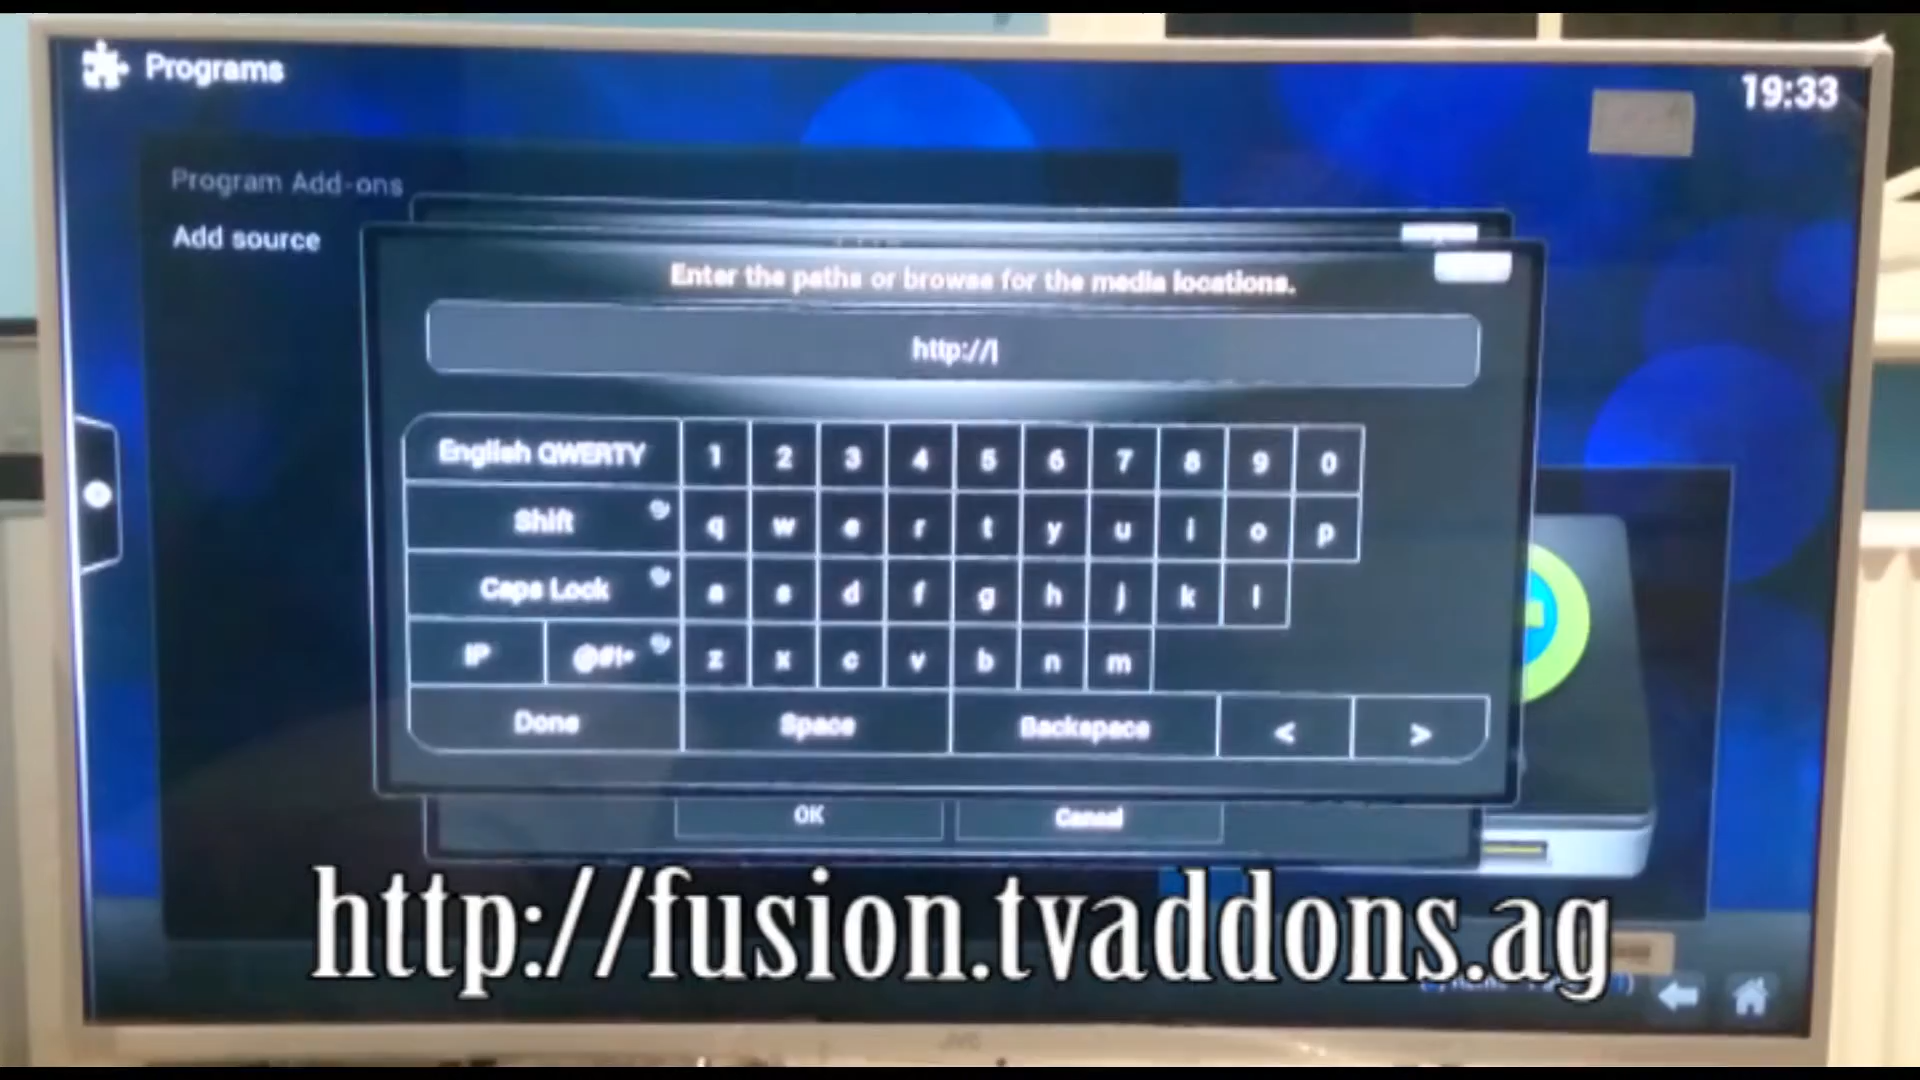 Programs
19:33
Program Add-ons
Add source
Enter the paths or browse for the media locations.
http://
English QWERTY 1 2 3 4 5 6 7 8 9 0
Shift q w e r t y u i o p
Caps Lock a s d f g h j k l
IP @#!* z x c v b n m
Done Space Backspace < >
OK Cancel
http://fusion.tvaddons.ag
JVC